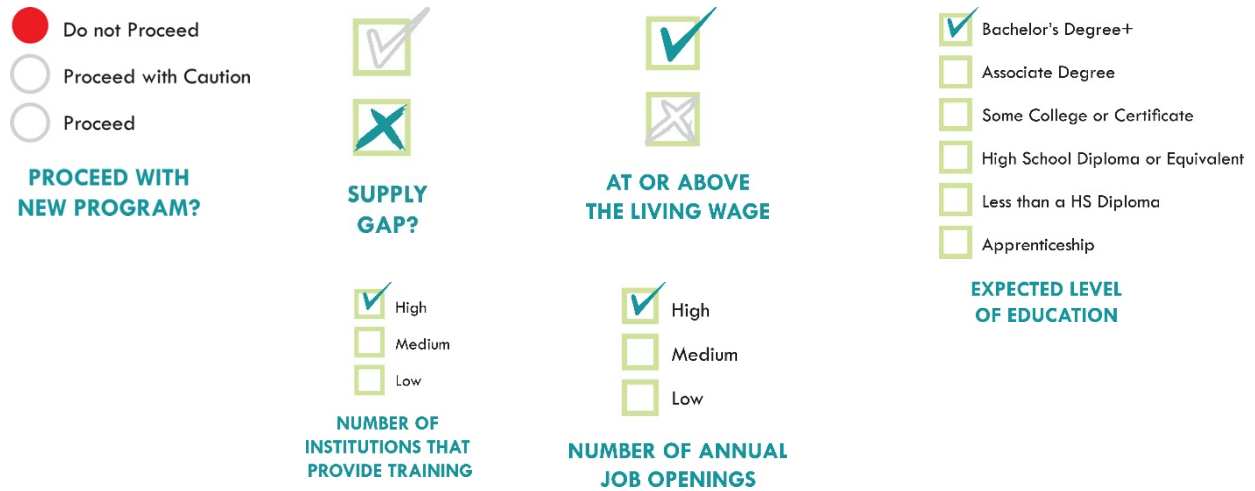 Do not Proceed
Proceed with Caution
Proceed
PROCEED WITH
NEW PROGRAM?
SUPPLY
GAP?
AT OR ABOVE
THE LIVING WAGE
Bachelor's Degree+
Associate Degree
Some College or Certificate
High School Diploma or Equivalent
Less than a HS Diploma
Apprenticeship
EXPECTED LEVEL
OF EDUCATION
High
Medium
Low
NUMBER OF
INSTITUTIONS THAT
PROVIDE TRAINING
High
Medium
Low
NUMBER OF ANNUAL
JOB OPENINGS